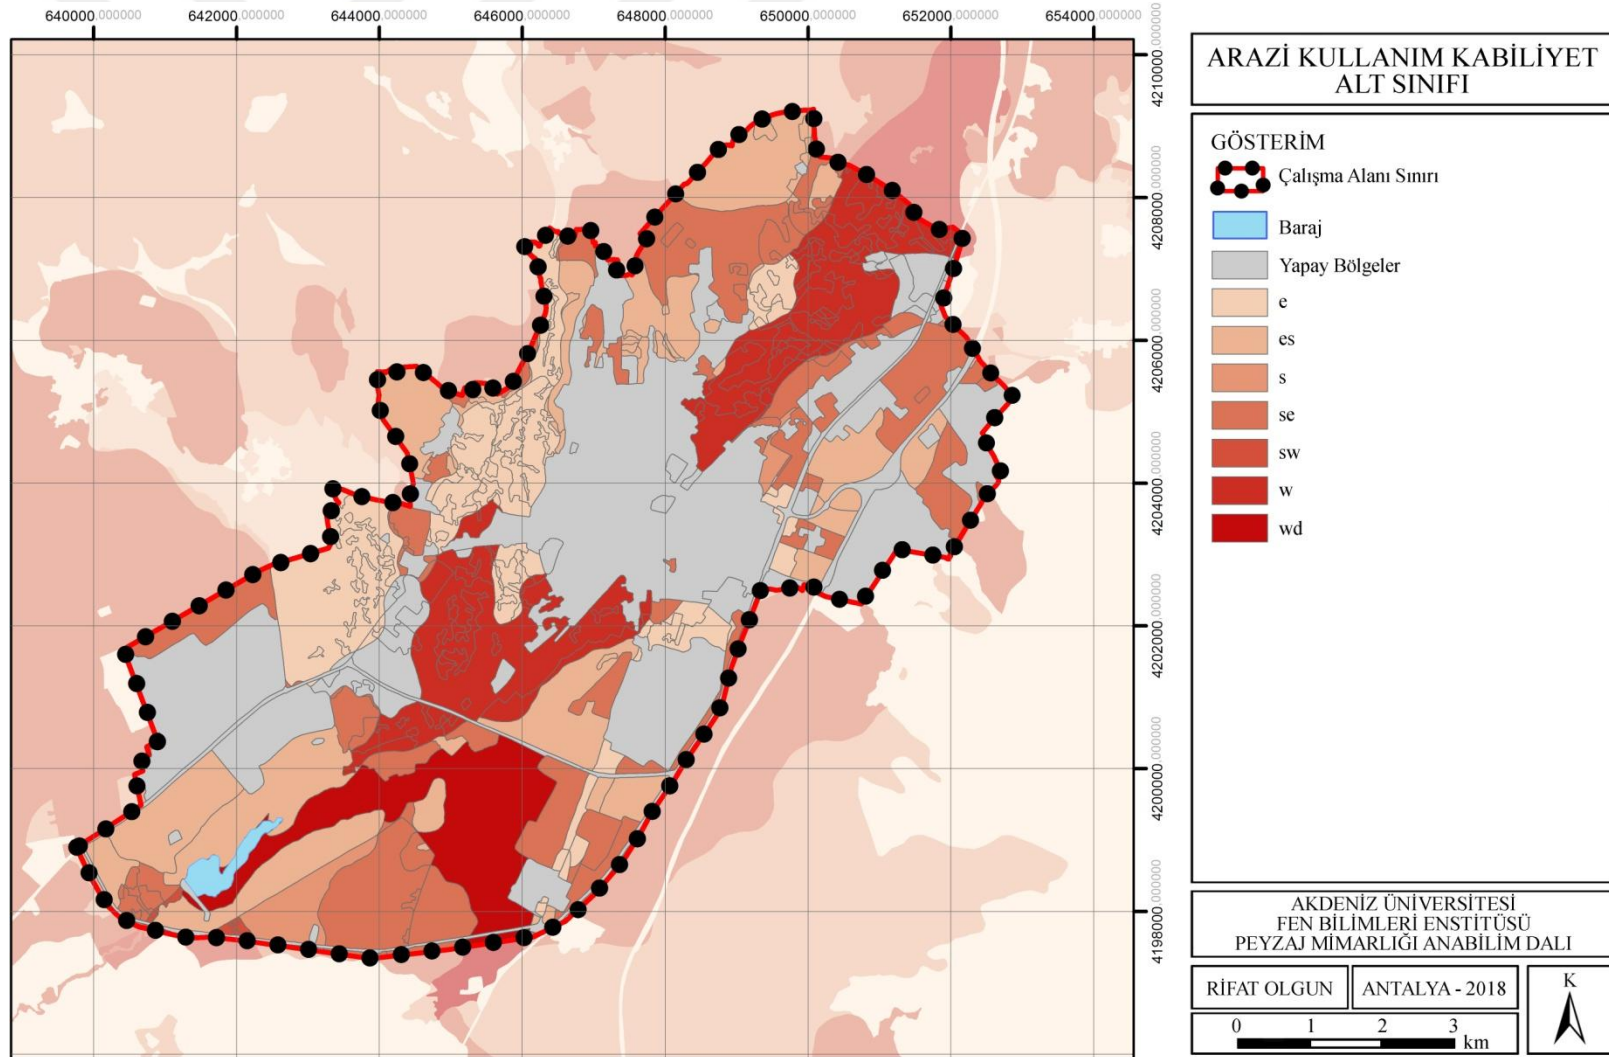 640000.000000 642000.000000 644000.000000 646000.000000 648000.000000 650000.000000 652000.000000 654000.000000
4210000.000000
4208000.000000
4206000.000000
4204000.000000
4202000.000000
4200000.000000
4198000.000000
ARAZİ KULLANIM KABİLİYET
ALT SINIFI
GÖSTERİM
Çalışma Alanı Sınırı
Baraj
Yapay Bölgeler
e
es
s
se
sw
w
wd
AKDENİZ ÜNİVERSİTESİ
FEN BİLİMLERİ ENSTİTÜSÜ
PEYZAJ MİMARLIĞI ANABİLİM DALI
RİFAT OLGUN
ANTALYA - 2018
K
0 1 2 3
km